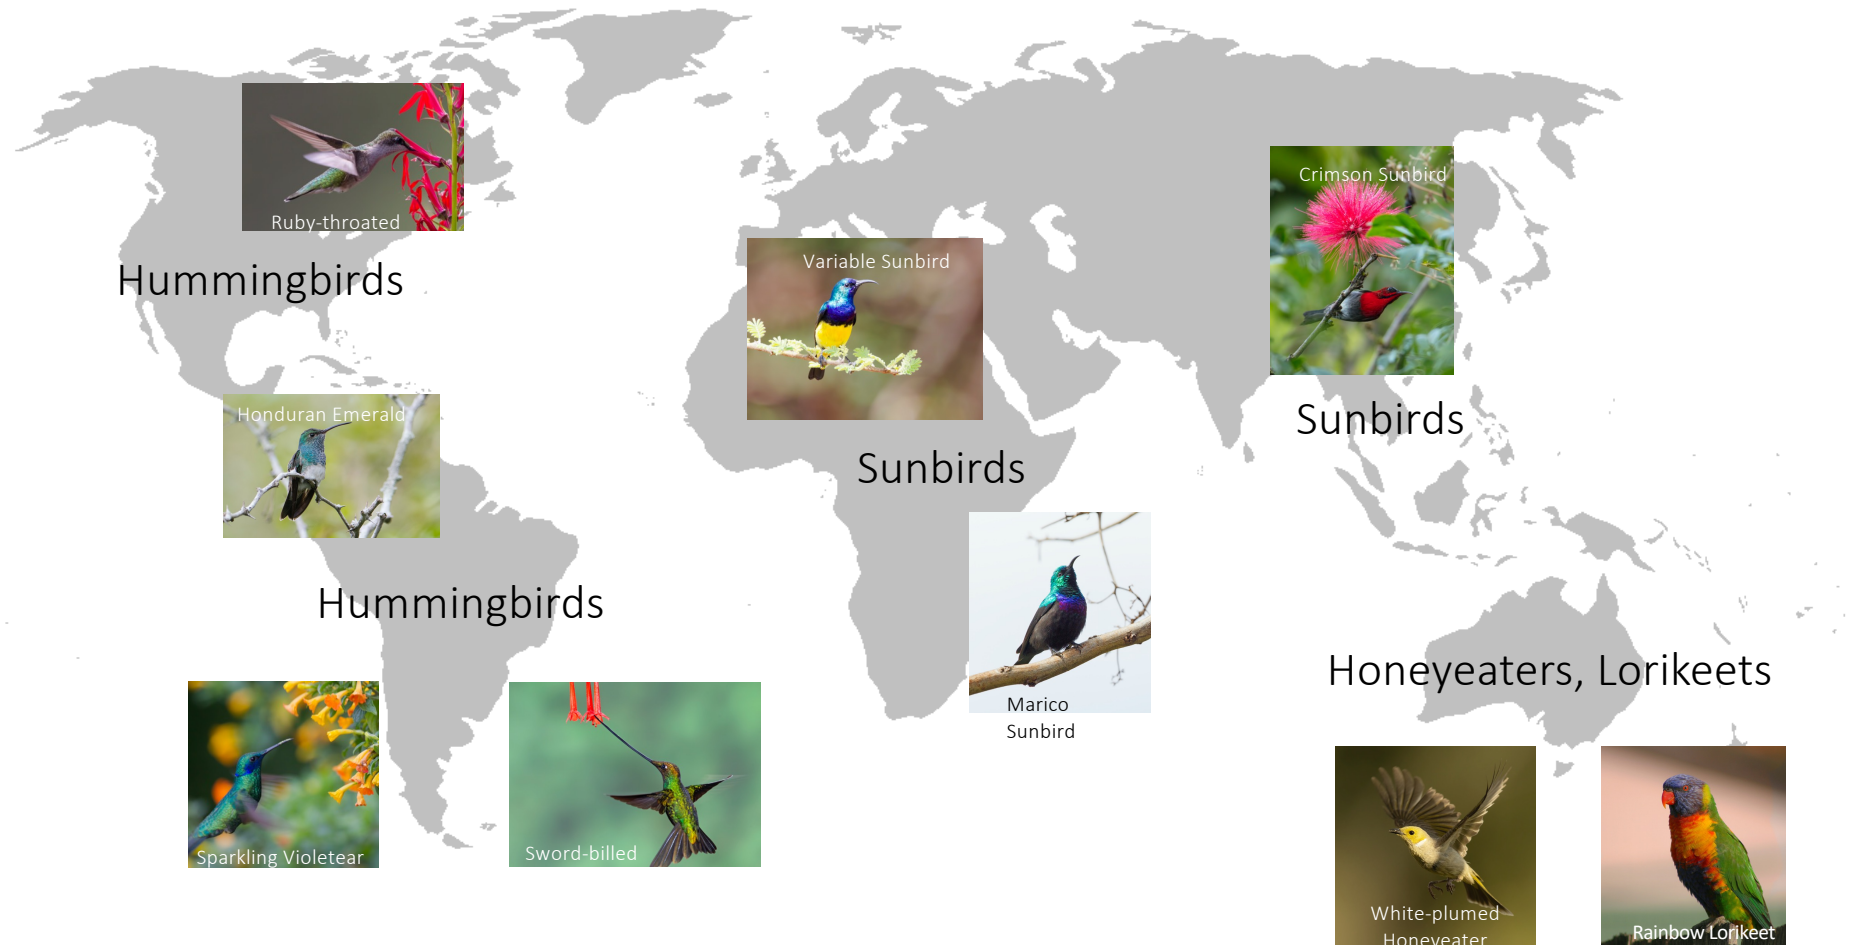 Crimson Sunbird
Ruby-throated
Variable Sunbird
Hummingbirds
Honduran Emerald
Sunbirds
Sunbirds
Hummingbirds
Honeyeaters, Lorikeets
Marico
Sunbird
Sparkling Violetear
Sword-billed
White-plumed
Honeyeater
Rainbow Lorikeet